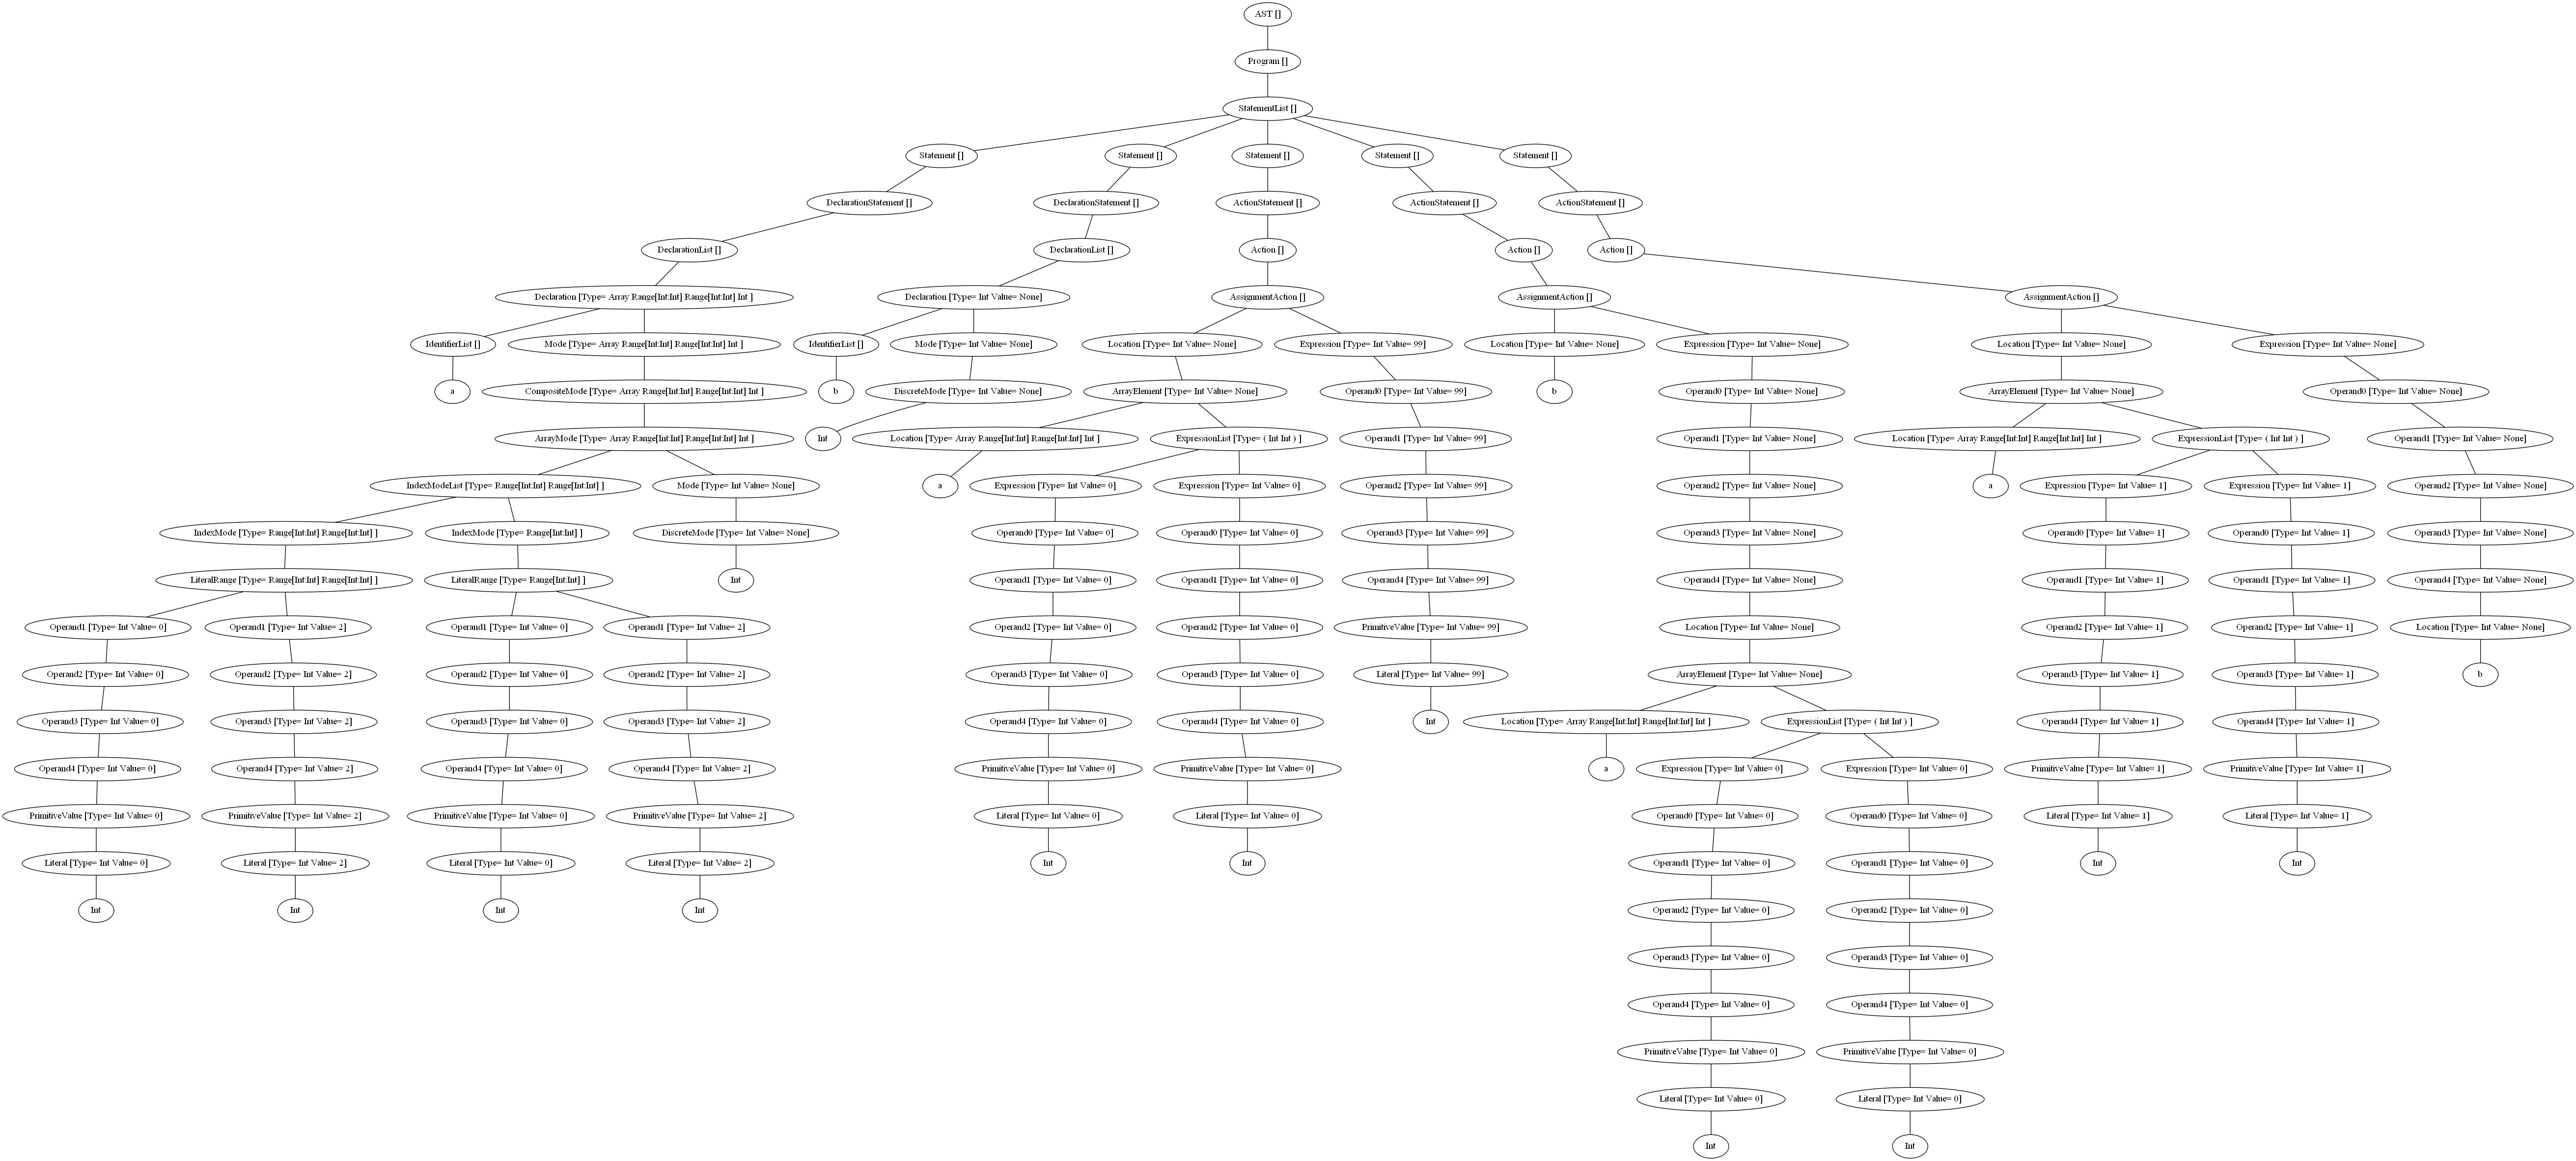 AST []
Program []
StatementList []
Statement [] Statement [] Statement [] Statement [] Statement []
DeclarationStatement [] DeclarationStatement [] ActionStatement [] ActionStatement [] ActionStatement []
DeclarationList [] DeclarationList [] Action [] Action [] Action []
Declaration [Type= Array Range[Int:Int] Range[Int:Int] Int ] Declaration [Type= Int Value= None] AssignmentAction [] AssignmentAction [] AssignmentAction []
IdentifierList [] Mode [Type= Array Range[Int:Int] Range[Int:Int] Int ] IdentifierList [] Mode [Type= Int Value= None] Location [Type= Int Value= None] Expression [Type= Int Value= 99] Location [Type= Int Value= None] Expression [Type= Int Value= None] Location [Type= Int Value= None] Expression [Type= Int Value= None]
a CompositeMode [Type= Array Range[Int:Int] Range[Int:Int] Int ] b DiscreteMode [Type= Int Value= None] ArrayElement [Type= Int Value= None] Operand0 [Type= Int Value= 99] b Operand0 [Type= Int Value= None] ArrayElement [Type= Int Value= None] Operand0 [Type= Int Value= None]
ArrayMode [Type= Array Range[Int:Int] Range[Int:Int] Int ] Int Location [Type= Array Range[Int:Int] Range[Int:Int] Int ] ExpressionList [Type= ( Int Int ) ] Operand1 [Type= Int Value= 99] Operand1 [Type= Int Value= None] Location [Type= Array Range[Int:Int] Range[Int:Int] Int ] ExpressionList [Type= ( Int Int ) ] Operand1 [Type= Int Value= None]
IndexModeList [Type= Range[Int:Int] Range[Int:Int] ] Mode [Type= Int Value= None] a Expression [Type= Int Value= 0] Expression [Type= Int Value= 0] Operand2 [Type= Int Value= 99] Operand2 [Type= Int Value= None] a Expression [Type= Int Value= 1] Expression [Type= Int Value= 1] Operand2 [Type= Int Value= None]
IndexMode [Type= Range[Int:Int] Range[Int:Int] ] IndexMode [Type= Range[Int:Int] ] DiscreteMode [Type= Int Value= None] Operand0 [Type= Int Value= 0] Operand0 [Type= Int Value= 0] Operand3 [Type= Int Value= 99] Operand3 [Type= Int Value= None] Operand0 [Type= Int Value= 1] Operand0 [Type= Int Value= 1] Operand3 [Type= Int Value= None]
LiteralRange [Type= Range[Int:Int] Range[Int:Int] ] LiteralRange [Type= Range[Int:Int] ] Int Operand1 [Type= Int Value= 0] Operand1 [Type= Int Value= 0] Operand4 [Type= Int Value= 99] Operand4 [Type= Int Value= None] Operand1 [Type= Int Value= 1] Operand1 [Type= Int Value= 1] Operand4 [Type= Int Value= None]
Operand1 [Type= Int Value= 0] Operand1 [Type= Int Value= 2] Operand1 [Type= Int Value= 0] Operand1 [Type= Int Value= 2] Operand2 [Type= Int Value= 0] Operand2 [Type= Int Value= 0] PrimitiveValue [Type= Int Value= 99] Location [Type= Int Value= None] Operand2 [Type= Int Value= 1] Operand2 [Type= Int Value= 1] Location [Type= Int Value= None]
Operand2 [Type= Int Value= 0] Operand2 [Type= Int Value= 2] Operand2 [Type= Int Value= 0] Operand2 [Type= Int Value= 2] Operand3 [Type= Int Value= 0] Operand3 [Type= Int Value= 0] Literal [Type= Int Value= 99] ArrayElement [Type= Int Value= None] Operand3 [Type= Int Value= 1] Operand3 [Type= Int Value= 1] b
Operand3 [Type= Int Value= 0] Operand3 [Type= Int Value= 2] Operand3 [Type= Int Value= 0] Operand3 [Type= Int Value= 2] Operand4 [Type= Int Value= 0] Operand4 [Type= Int Value= 0] Int Location [Type= Array Range[Int:Int] Range[Int:Int] Int ] ExpressionList [Type= ( Int Int ) ] Operand4 [Type= Int Value= 1] Operand4 [Type= Int Value= 1]
Operand4 [Type= Int Value= 0] Operand4 [Type= Int Value= 2] Operand4 [Type= Int Value= 0] Operand4 [Type= Int Value= 2] PrimitiveValue [Type= Int Value= 0] PrimitiveValue [Type= Int Value= 0] a Expression [Type= Int Value= 0] Expression [Type= Int Value= 0] PrimitiveValue [Type= Int Value= 1] PrimitiveValue [Type= Int Value= 1]
PrimitiveValue [Type= Int Value= 0] PrimitiveValue [Type= Int Value= 2] PrimitiveValue [Type= Int Value= 0] PrimitiveValue [Type= Int Value= 2] Literal [Type= Int Value= 0] Literal [Type= Int Value= 0] Operand0 [Type= Int Value= 0] Operand0 [Type= Int Value= 0] Literal [Type= Int Value= 1] Literal [Type= Int Value= 1]
Literal [Type= Int Value= 0] Literal [Type= Int Value= 2] Literal [Type= Int Value= 0] Literal [Type= Int Value= 2] Int Int Operand1 [Type= Int Value= 0] Operand1 [Type= Int Value= 0] Int Int
Int Int Int Int Operand2 [Type= Int Value= 0] Operand2 [Type= Int Value= 0]
Operand3 [Type= Int Value= 0] Operand3 [Type= Int Value= 0]
Operand4 [Type= Int Value= 0] Operand4 [Type= Int Value= 0]
PrimitiveValue [Type= Int Value= 0] PrimitiveValue [Type= Int Value= 0]
Literal [Type= Int Value= 0] Literal [Type= Int Value= 0]
Int Int